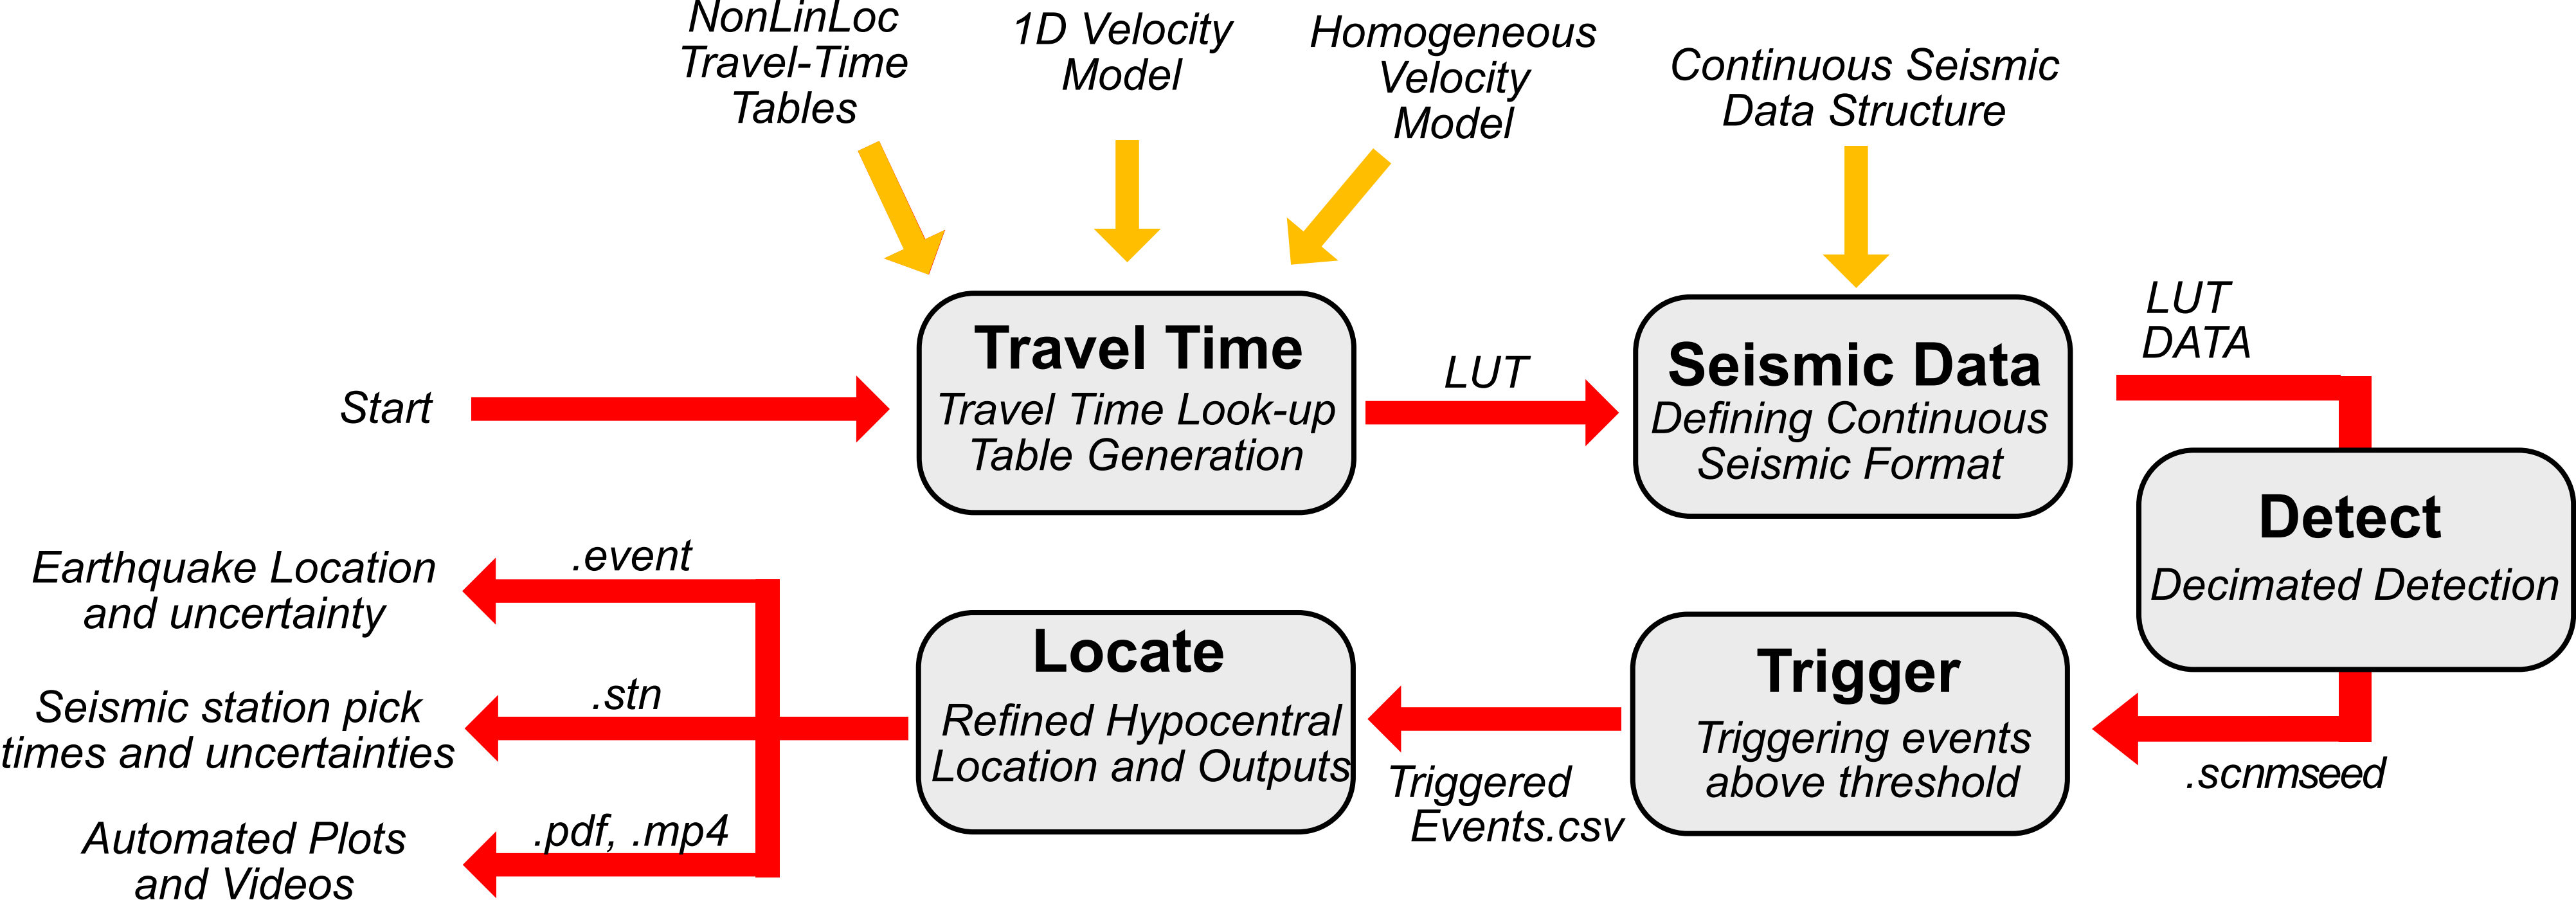 NonLinLoc
Travel-Time
Tables
1D Velocity
Model
Homogeneous
Velocity
Model
Continuous Seismic
Data Structure
Start
Travel Time
Travel Time Look-up
Table Generation
LUT
Seismic Data
Defining Continuous
Seismic Format
LUT
DATA
Detect
Decimated Detection
.scnmseed
Trigger
Triggering events
above threshold
Triggered
Events.csv
Locate
Refined Hypocentral
Location and Outputs
.event
Earthquake Location
and uncertainty
.stn
Seismic station pick
times and uncertainties
.pdf, .mp4
Automated Plots
and Videos